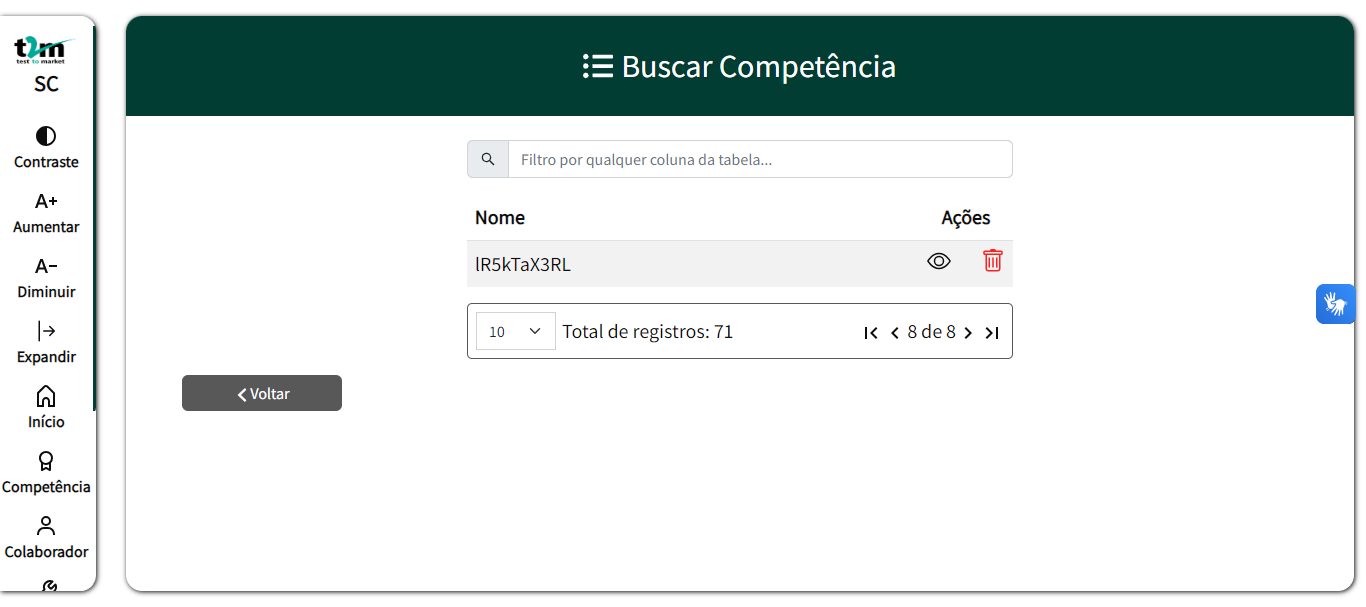 t2m
test to market
SC
Contraste
A+
Aumentar
A-
Diminuir
Expandir
Início
Competência
Colaborador
Buscar Competência
Filtro por qualquer coluna da tabela...
Nome Ações
lR5kTaX3RL
10 Total de registros: 71 8 de 8
Voltar